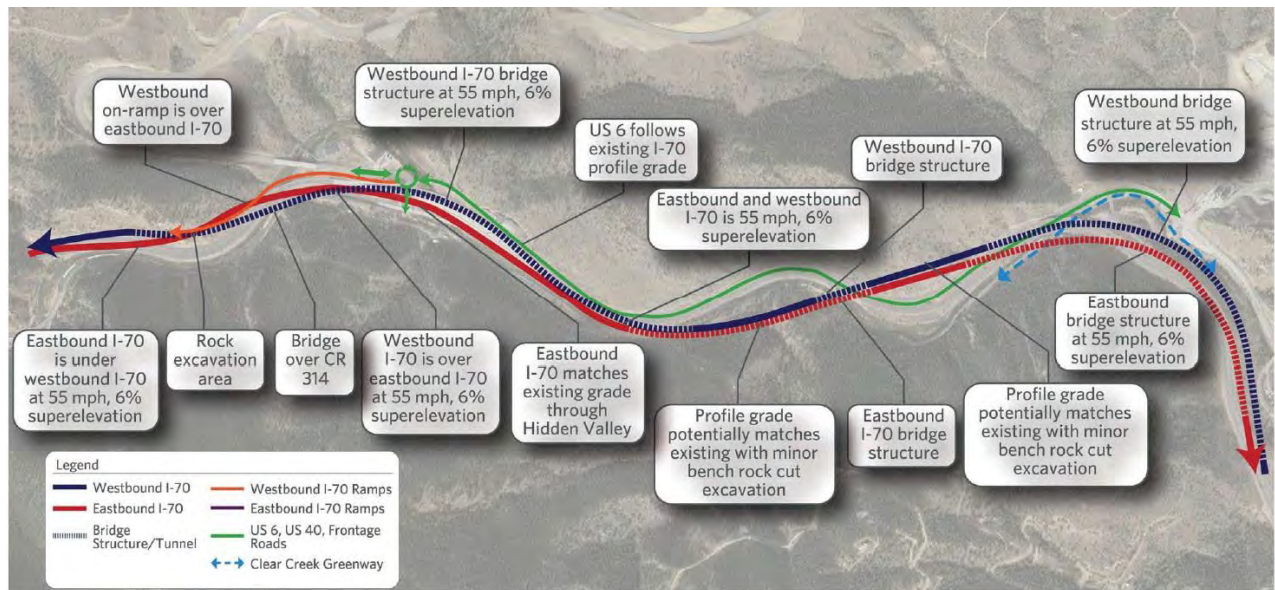 Westbound
on-ramp is over
eastbound I-70
Westbound I-70 bridge
structure at 55 mph, 6%
superelevation
US 6 follows
existing I-70
profile grade
Eastbound and westbound
I-70 is 55 mph, 6%
superelevation
Westbound I-70
bridge structure
Westbound bridge
structure at 55 mph,
6% superelevation
Eastbound I-70
is under
westbound I-70
at 55 mph, 6%
superelevation
Rock
excavation
area
Bridge
over CR
314
Westbound
I-70 is over
eastbound I-70
at 55 mph, 6%
superelevation
Eastbound
I-70 matches
existing grade
through
Hidden Valley
Profile grade
potentially matches
existing with minor
bench rock cut
excavation
Eastbound
I-70 bridge
structure
Profile grade
potentially matches
existing with minor
bench rock cut
excavation
Eastbound
bridge structure
at 55 mph, 6%
superelevation
Legend
Westbound I-70
Eastbound I-70
Bridge
Structure/Tunnel
Westbound I-70 Ramps
Eastbound I-70 Ramps
US 6, US 40, Frontage
Roads
Clear Creek Greenway